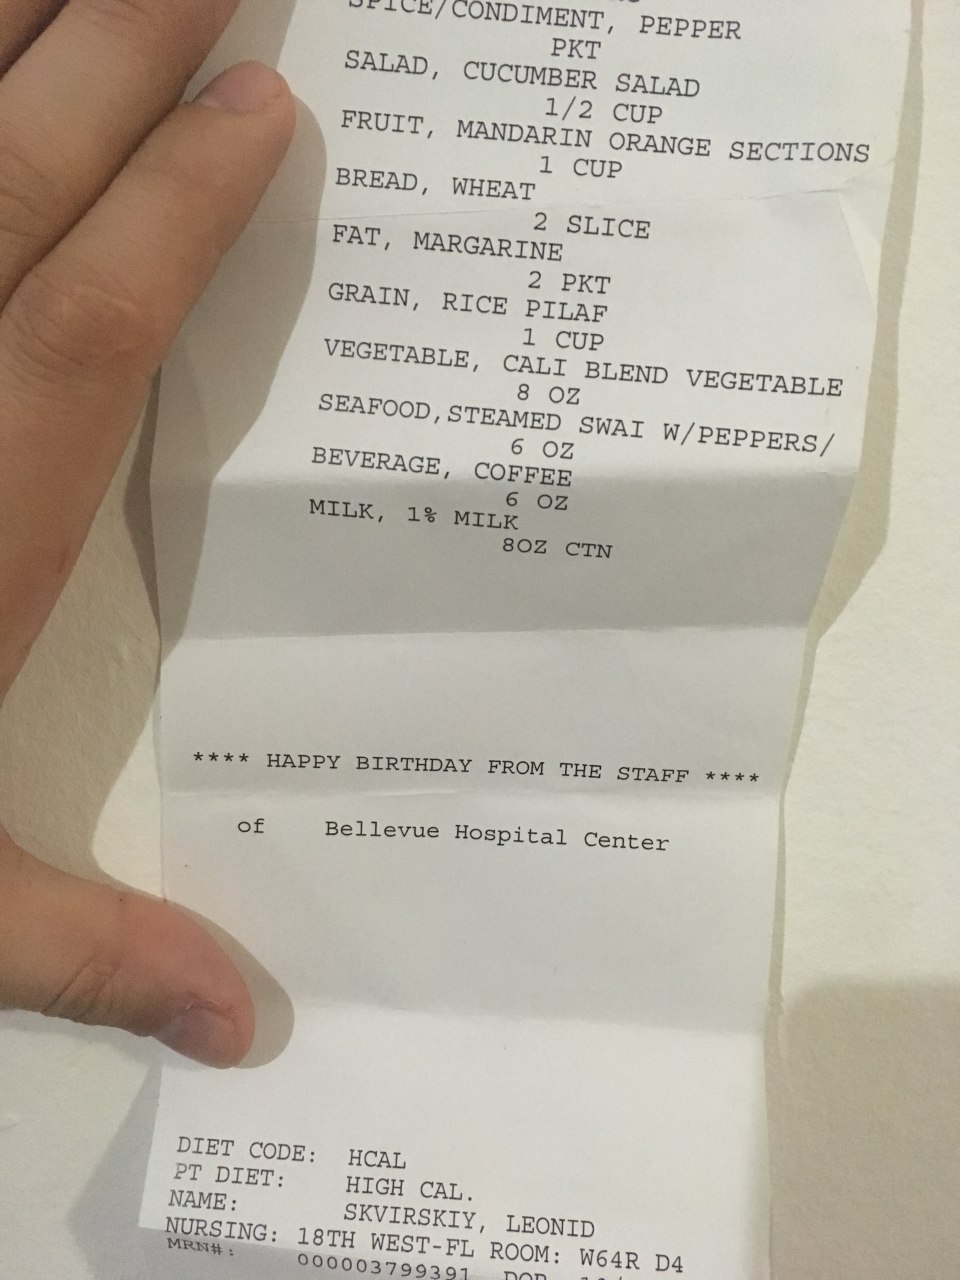 SPICE/CONDIMENT, PEPPER
PKT
SALAD, CUCUMBER SALAD
1/2 CUP
FRUIT, MANDARIN ORANGE SECTIONS
1 CUP
BREAD, WHEAT
2 SLICE
FAT, MARGARINE
2 PKT
GRAIN, RICE PILAF
1 CUP
VEGETABLE, CALI BLEND VEGETABLE
8 OZ
SEAFOOD,STEAMED SWAI W/PEPPERS/
6 OZ
BEVERAGE, COFFEE
6 OZ
MILK, 1% MILK
8OZ CTN
**** HAPPY BIRTHDAY FROM THE STAFF ****
of Bellevue Hospital Center
DIET CODE: HCAL
PT DIET: HIGH CAL.
NAME: SKVIRSKIY, LEONID
NURSING: 18TH WEST-FL ROOM: W64R D4
MRN#: 000003799391 DOB